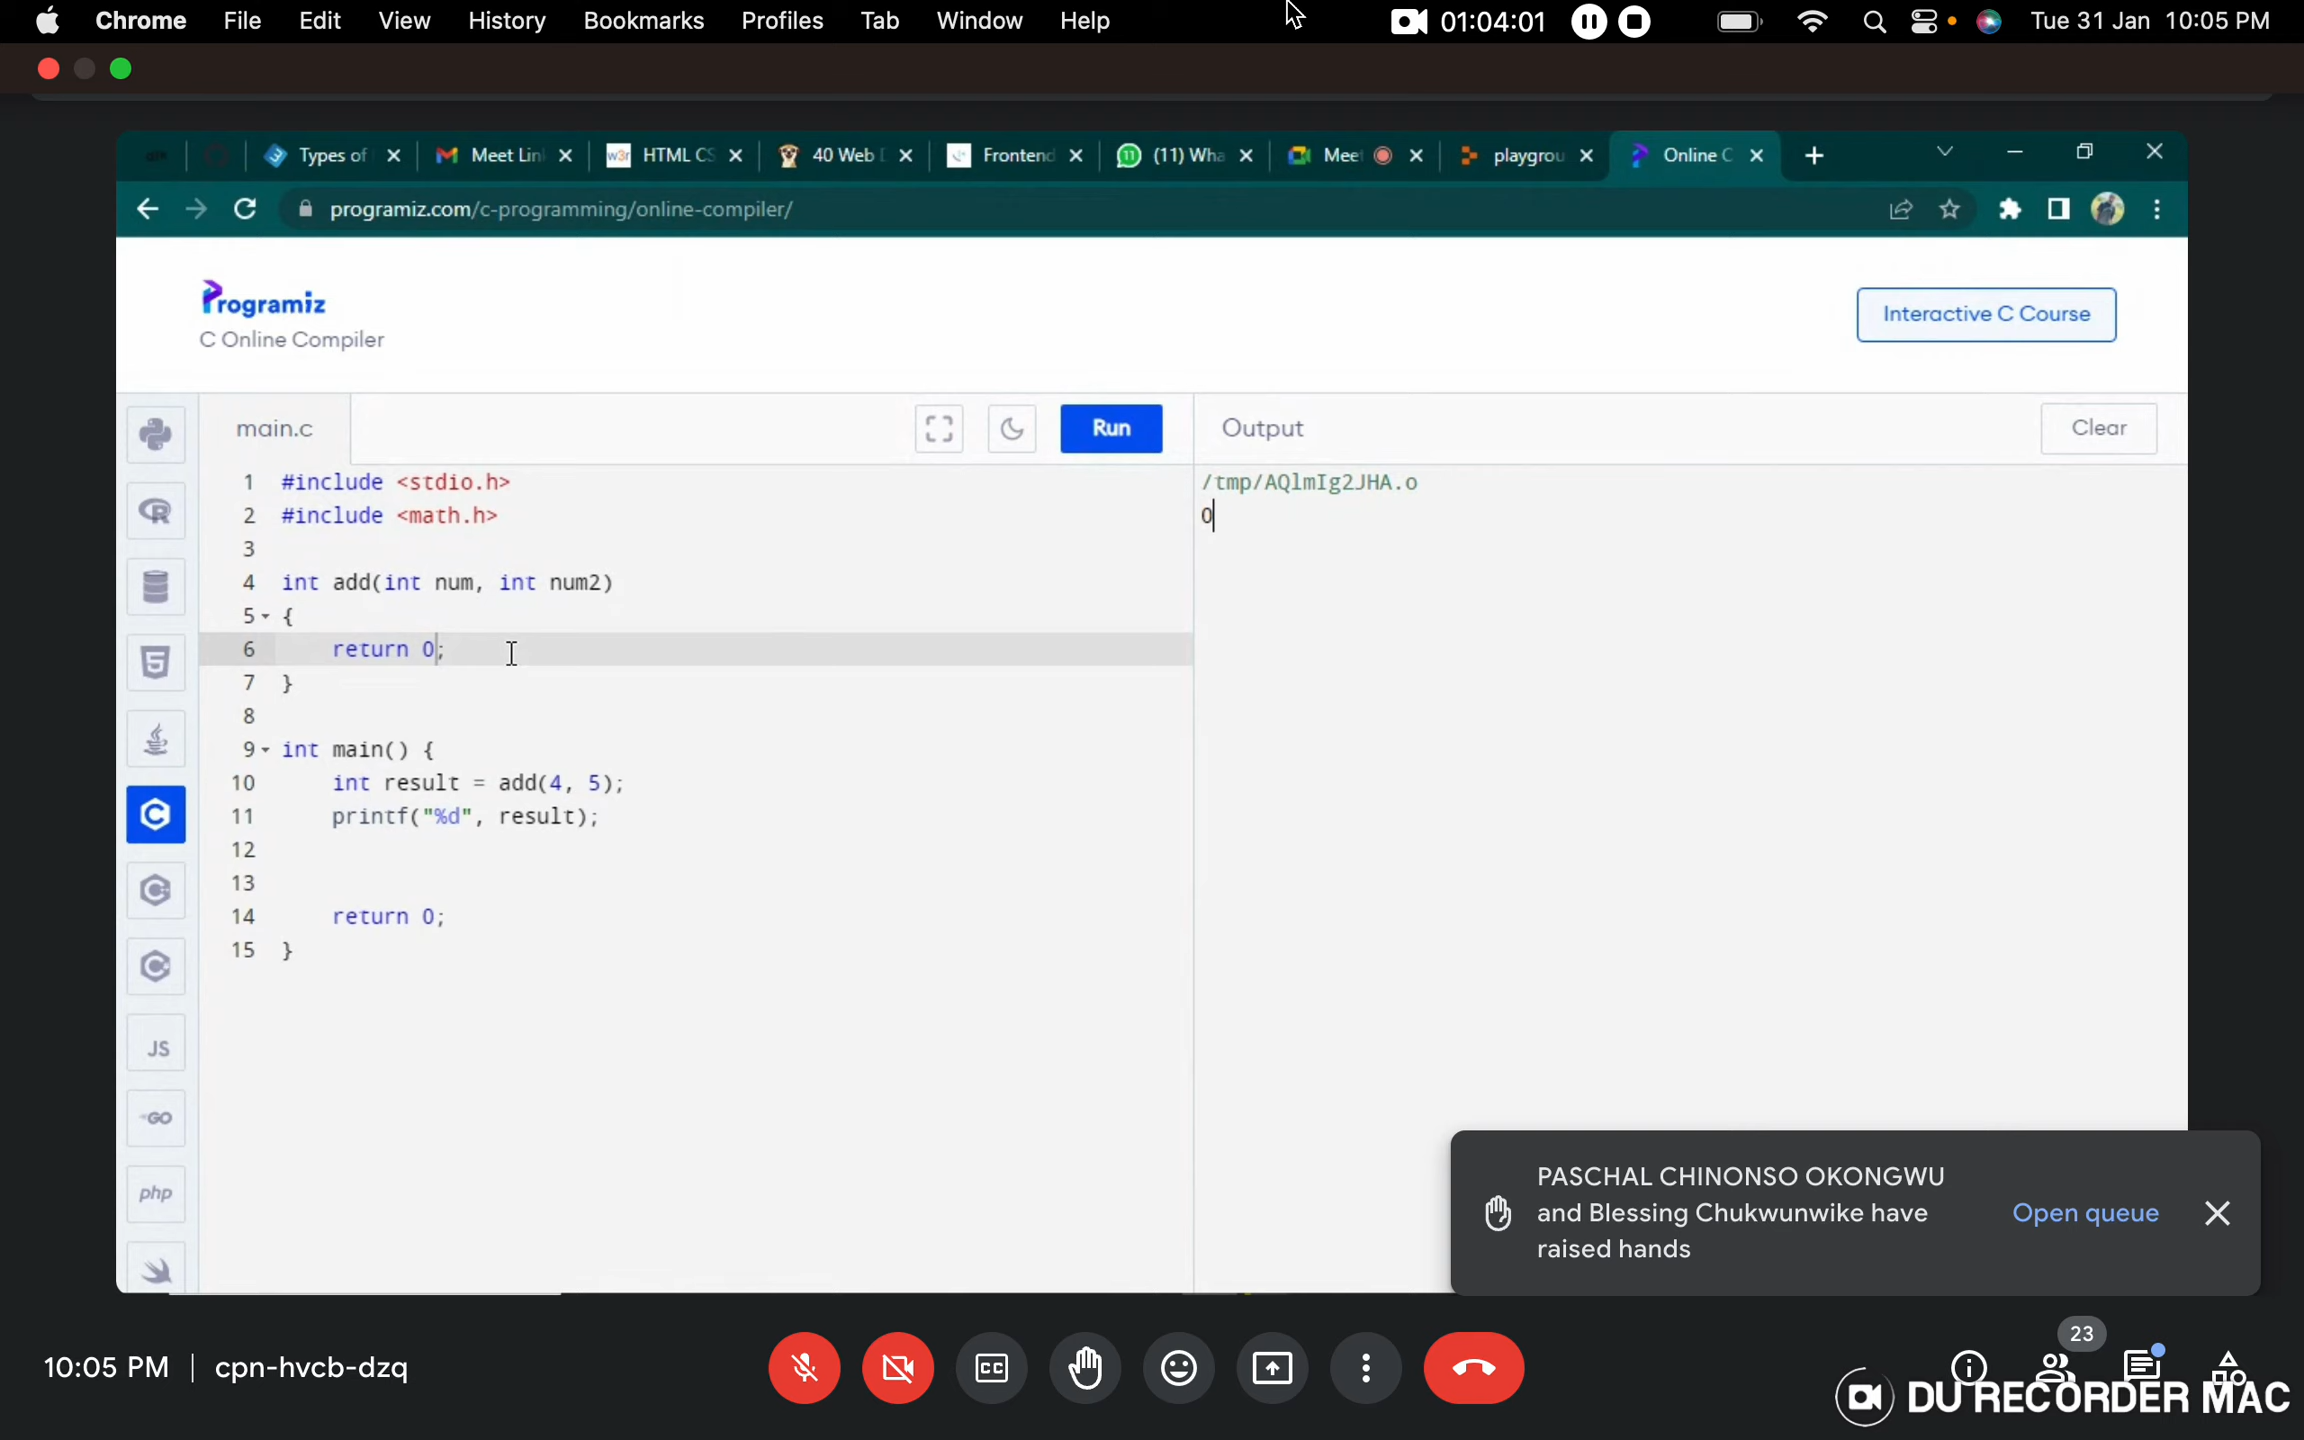 Chrome File Edit View History Bookmarks Profiles Tab Window Help 01:04:01 Tue 31 Jan 10:05 PM
Types of Meet Lin HTML CS 40 Web Frontend (11) Wha Meet playgrou Online C
programiz.com/c-programming/online-compiler/
Programiz
C Online Compiler
Interactive C Course
main.c Run Output Clear
1 #include <stdio.h>
2 #include <math.h>
3
4 int add(int num, int num2)
5 {
6 return 0;
7 }
8
9 int main() {
10 int result = add(4, 5);
11 printf("%d", result);
12
13
14 return 0;
15 }
/tmp/AQlmIg2JHA.o
0
JS
GO
php
PASCHAL CHINONSO OKONGWU
and Blessing Chukwunwike have
raised hands
Open queue
10:05 PM | cpn-hvcb-dzq
CC
23
DU RECORDER MAC